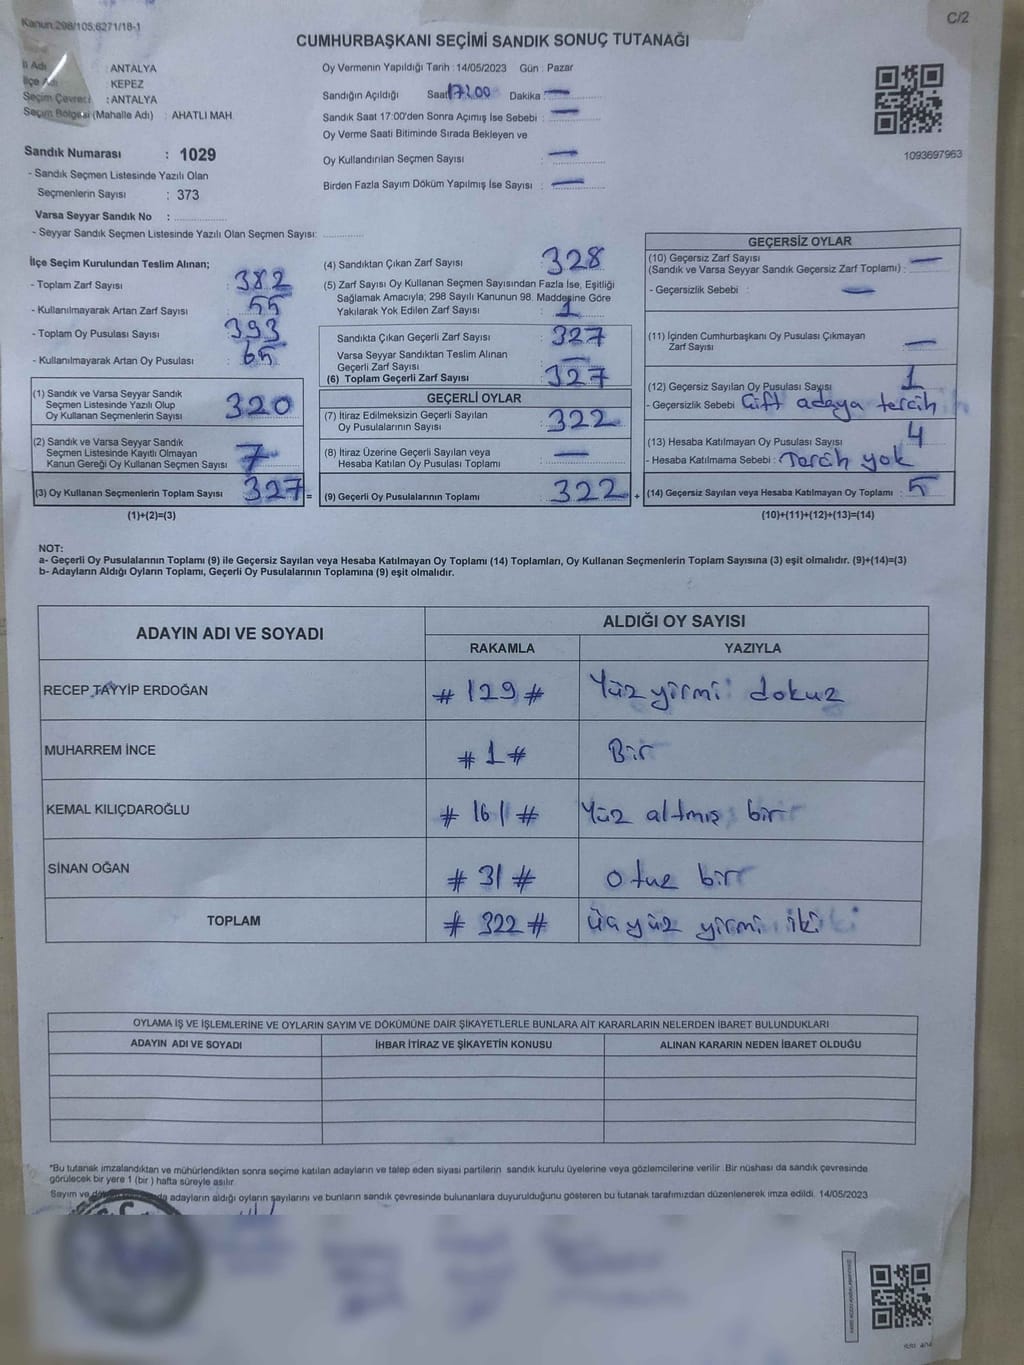 Kanun:298/105;6271/18-1
C/2
CUMHURBAŞKANI SEÇİMİ SANDIK SONUÇ TUTANAĞI
İl Adı : ANTALYA
İlçe Adı : KEPEZ
Seçim Çevresi : ANTALYA
Seçim Bölgesi (Mahalle Adı) : AHATLI MAH.
Sandık Numarası : 1029
- Sandık Seçmen Listesinde Yazılı Olan
Seçmenlerin Sayısı : 373
Varsa Seyyar Sandık No :
- Seyyar Sandık Seçmen Listesinde Yazılı Olan Seçmen Sayısı:
Oy Vermenin Yapıldığı Tarih : 14/05/2023 Gün : Pazar
Sandığın Açıldığı Saat 17:00 Dakika : —
Sandık Saat 17:00'den Sonra Açımış İse Sebebi : —
Oy Verme Saati Bitiminde Sırada Bekleyen ve
Oy Kullandırılan Seçmen Sayısı : —
Birden Fazla Sayım Döküm Yapılmış İse Sayısı : —
1093697963
İlçe Seçim Kurulundan Teslim Alınan;
- Toplam Zarf Sayısı : 382
- Kullanılmayarak Artan Zarf Sayısı : 55
- Toplam Oy Pusulası Sayısı : 393
- Kullanılmayarak Artan Oy Pusulası : 65
(1) Sandık ve Varsa Seyyar Sandık
Seçmen Listesinde Yazılı Olup
Oy Kullanan Seçmenlerin Sayısı : 320
(2) Sandık ve Varsa Seyyar Sandık
Seçmen Listesinde Kayıtlı Olmayan
Kanun Gereği Oy Kullanan Seçmen Sayısı : 7
(3) Oy Kullanan Seçmenlerin Toplam Sayısı : 327 =
(1)+(2)=(3)
(4) Sandıktan Çıkan Zarf Sayısı : 328
(5) Zarf Sayısı Oy Kullanan Seçmen Sayısından Fazla İse, Eşitliği
Sağlamak Amacıyla; 298 Sayılı Kanunun 98. Maddesine Göre
Yakılarak Yok Edilen Zarf Sayısı : 1
Sandıkta Çıkan Geçerli Zarf Sayısı : 327
Varsa Seyyar Sandıktan Teslim Alınan
Geçerli Zarf Sayısı : —
(6) Toplam Geçerli Zarf Sayısı : 327
GEÇERLİ OYLAR
(7) İtiraz Edilmeksizin Geçerli Sayılan
Oy Pusulalarının Sayısı : 322
(8) İtiraz Üzerine Geçerli Sayılan veya
Hesaba Katılan Oy Pusulası Toplamı : —
(9) Geçerli Oy Pusulalarının Toplamı : 322 +
GEÇERSİZ OYLAR
(10) Geçersiz Zarf Sayısı
(Sandık ve Varsa Seyyar Sandık Geçersiz Zarf Toplamı) : —
- Geçersizlik Sebebi : —
(11) İçinden Cumhurbaşkanı Oy Pusulası Çıkmayan
Zarf Sayısı : —
(12) Geçersiz Sayılan Oy Pusulası Sayısı : 1
- Geçersizlik Sebebi : Çift adaya tercih
(13) Hesaba Katılmayan Oy Pusulası Sayısı : 4
- Hesaba Katılmama Sebebi : Tercih yok
(14) Geçersiz Sayılan veya Hesaba Katılmayan Oy Toplamı : 5
(10)+(11)+(12)+(13)=(14)
NOT:
a- Geçerli Oy Pusulalarının Toplamı (9) ile Geçersiz Sayılan veya Hesaba Katılmayan Oy Toplamı (14) Toplamları, Oy Kullanan Seçmenlerin Toplam Sayısına (3) eşit olmalıdır. (9)+(14)=(3)
b- Adayların Aldığı Oyların Toplamı, Geçerli Oy Pusulalarının Toplamına (9) eşit olmalıdır.
ADAYIN ADI VE SOYADI
ALDIĞI OY SAYISI
RAKAMLA YAZIYLA
RECEP TAYYİP ERDOĞAN # 129 # Yüz yirmi dokuz
MUHARREM İNCE # 1 # Bir
KEMAL KILIÇDAROĞLU # 161 # Yüz altmış bir
SİNAN OĞAN # 31 # otuz bir
TOPLAM # 322 # üçyüz yirmi iki
OYLAMA İŞ VE İŞLEMLERİNE VE OYLARIN SAYIM VE DÖKÜMÜNE DAİR ŞİKAYETLERLE BUNLARA AİT KARARLARIN NELERDEN İBARET BULUNDUKLARI
ADAYIN ADI VE SOYADI İHBAR İTİRAZ VE ŞİKAYETİN KONUSU ALINAN KARARIN NEDEN İBARET OLDUĞU
"Bu tutanak imzalandıktan ve mühürlendikten sonra seçime katılan adayların ve talep eden siyasi partilerin sandık kurulu üyelerine veya gözlemcilerine verilir. Bir nüshası da sandık çevresinde
görülecek bir yere 1 (bir) hafta süreyle asılır.
Sayım ve adayların aldığı oyların sayılarını ve bunların sandık çevresinde bulunanlara duyurulduğunu gösteren bu tutanak tarafımızdan düzenlenerek imza edildi. 14/05/2023